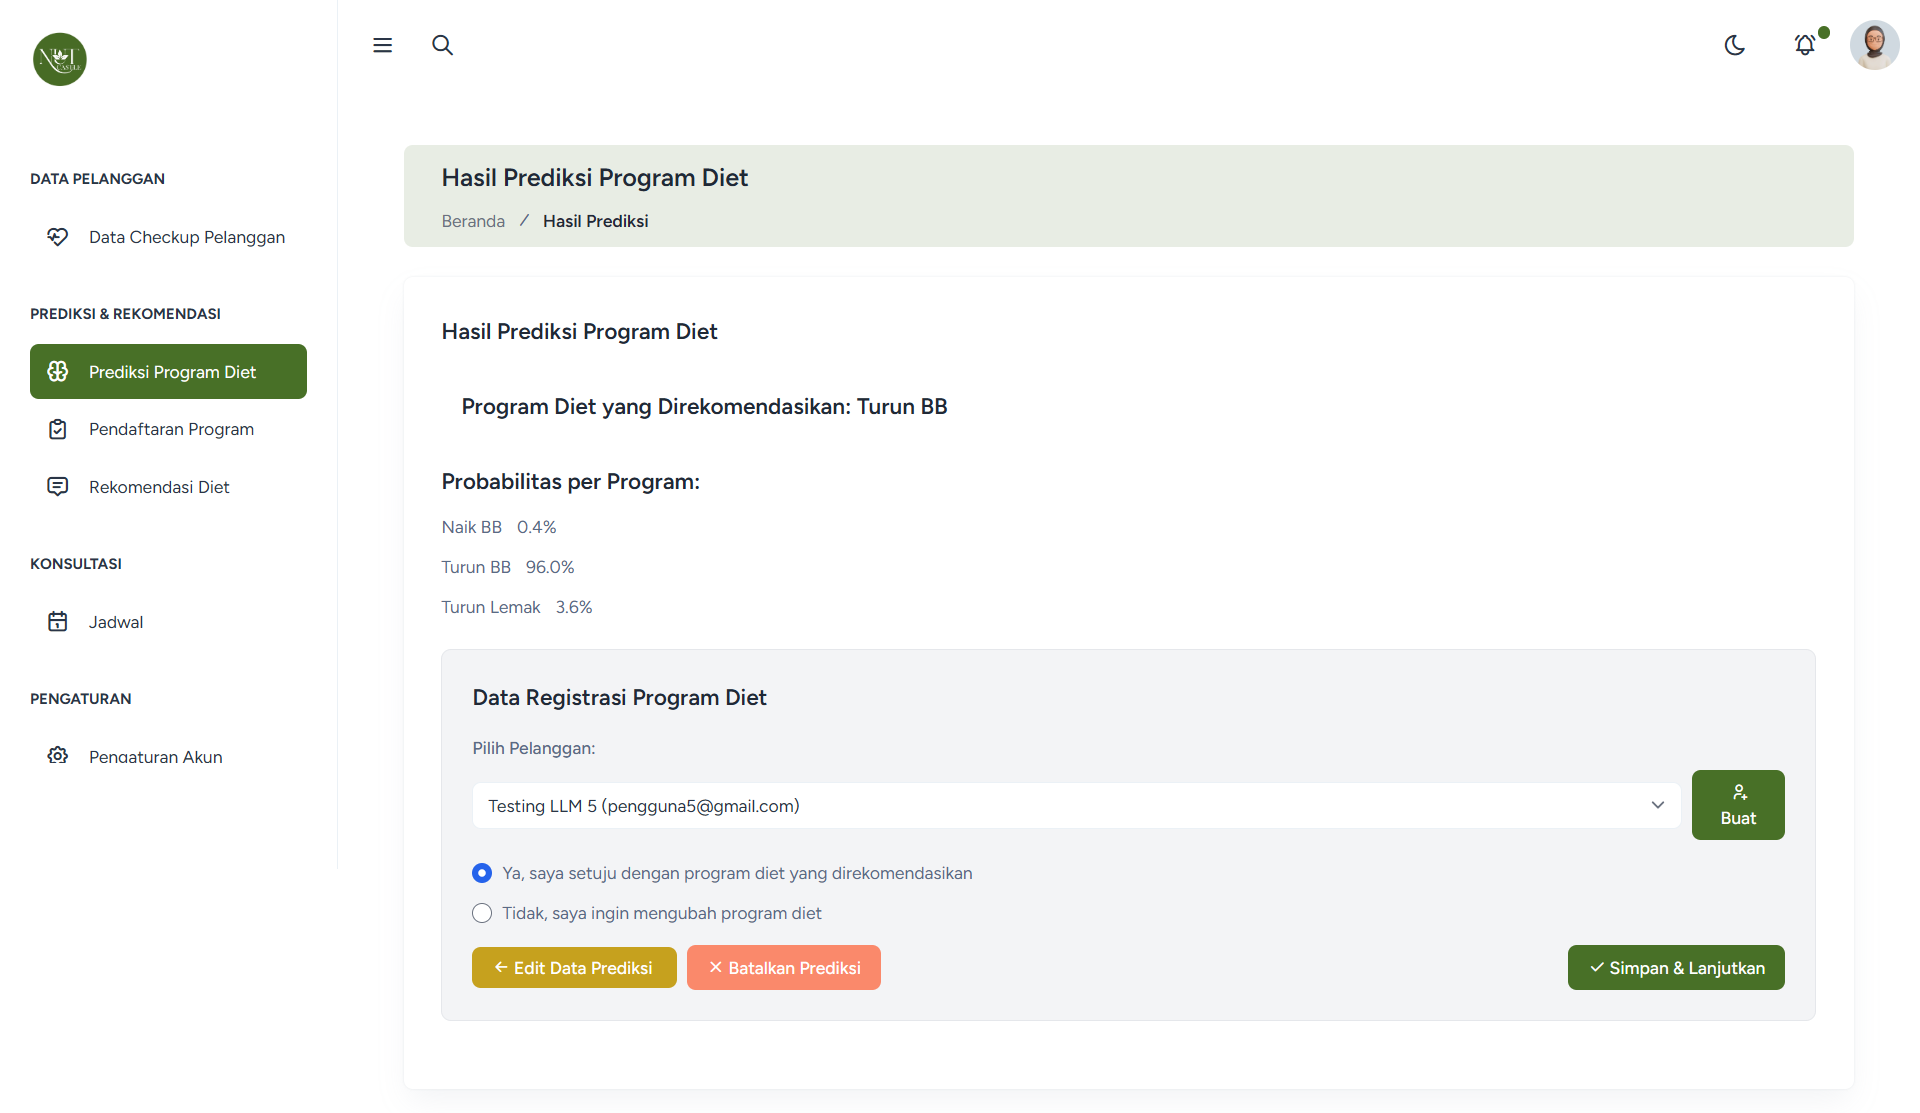 NUT
CASTLE
DATA PELANGGAN
Data Checkup Pelanggan
PREDIKSI & REKOMENDASI
Prediksi Program Diet
Pendaftaran Program
Rekomendasi Diet
KONSULTASI
Jadwal
PENGATURAN
Pengaturan Akun
Hasil Prediksi Program Diet
Beranda / Hasil Prediksi
Hasil Prediksi Program Diet
Program Diet yang Direkomendasikan: Turun BB
Probabilitas per Program:
Naik BB 0.4%
Turun BB 96.0%
Turun Lemak 3.6%
Data Registrasi Program Diet
Pilih Pelanggan:
Testing LLM 5 (pengguna5@gmail.com)
Buat
Ya, saya setuju dengan program diet yang direkomendasikan
Tidak, saya ingin mengubah program diet
Edit Data Prediksi
Batalkan Prediksi
Simpan & Lanjutkan